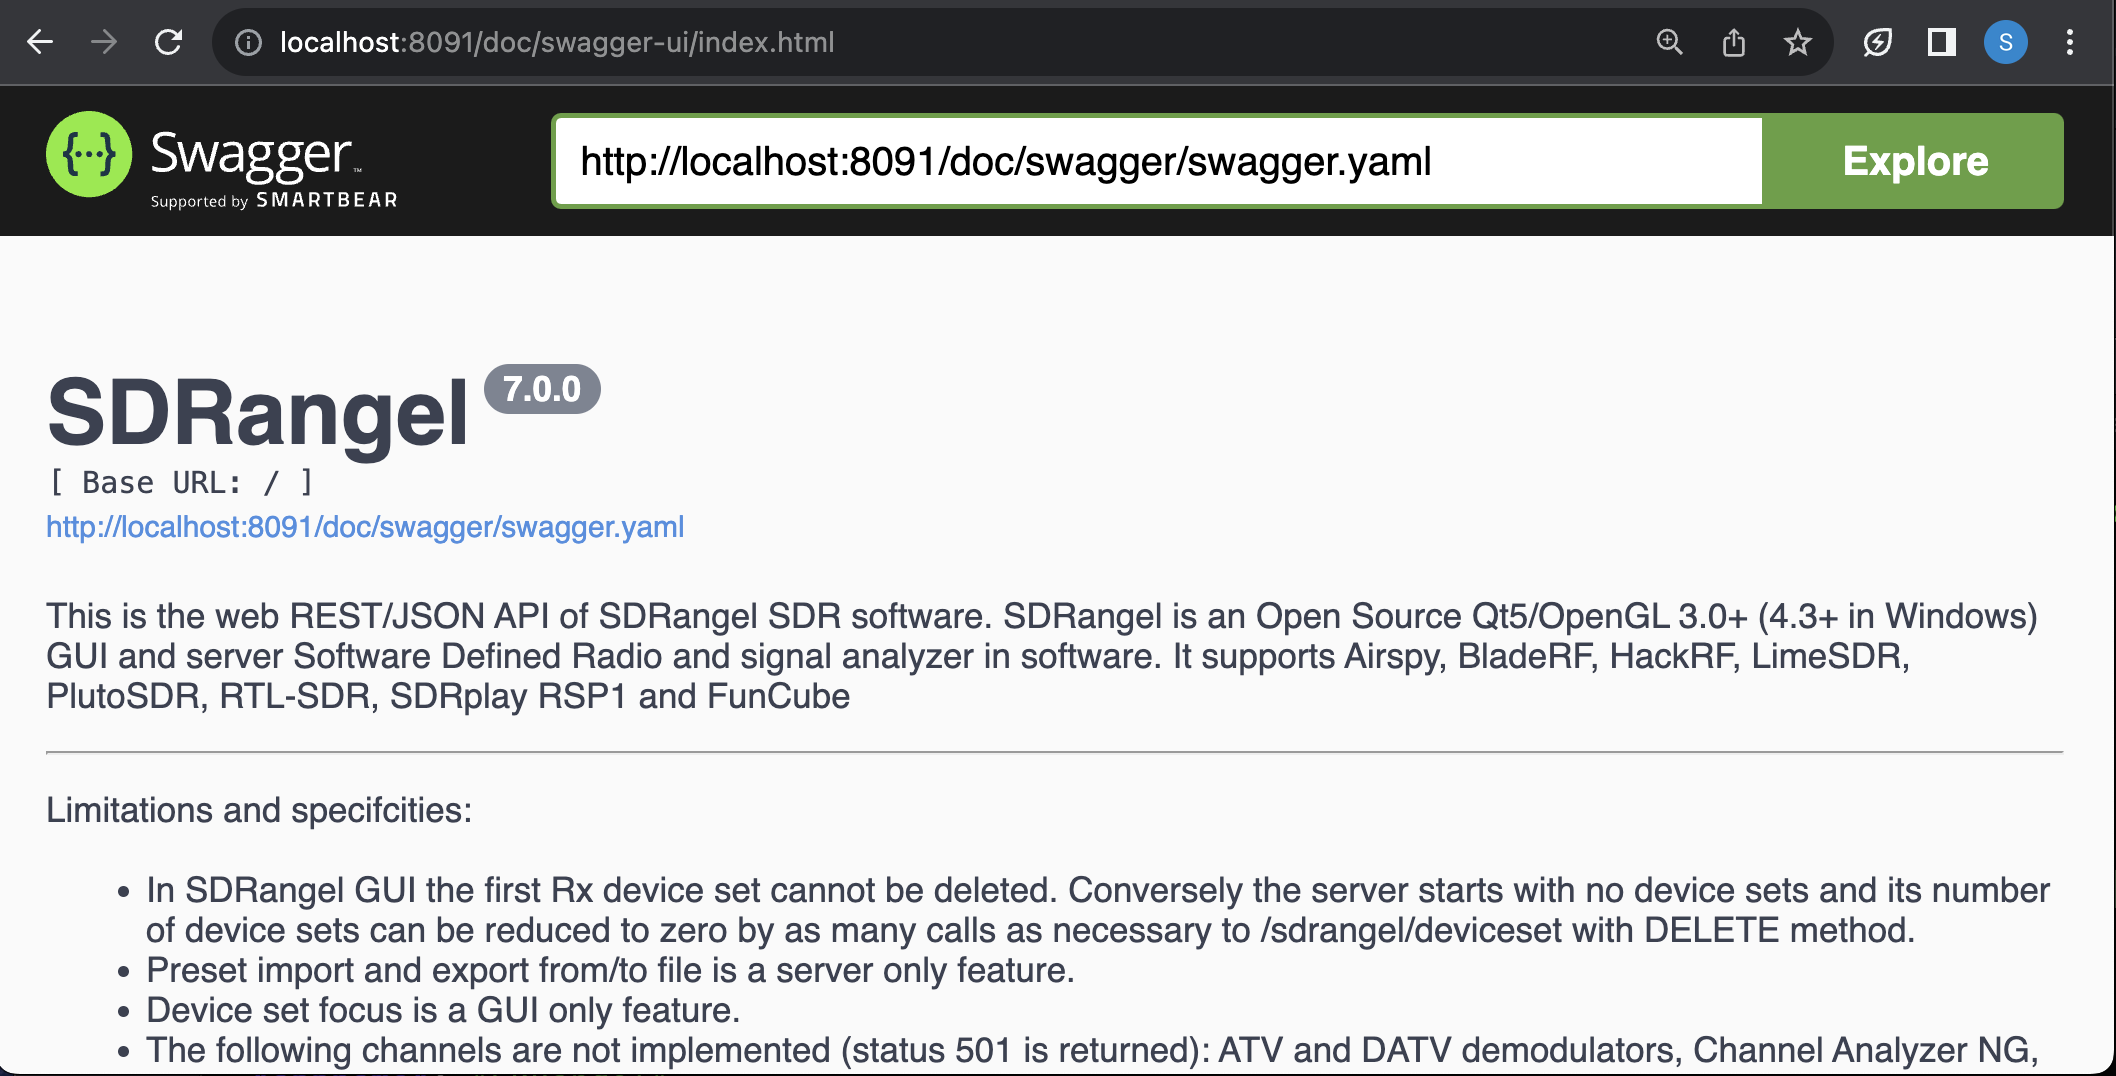 localhost:8091/doc/swagger-ui/index.html
S
{···}
Swagger™
Supported by SMARTBEAR
http://localhost:8091/doc/swagger/swagger.yaml
Explore
SDRangel 7.0.0
[ Base URL: / ]
http://localhost:8091/doc/swagger/swagger.yaml
This is the web REST/JSON API of SDRangel SDR software. SDRangel is an Open Source Qt5/OpenGL 3.0+ (4.3+ in Windows)
GUI and server Software Defined Radio and signal analyzer in software. It supports Airspy, BladeRF, HackRF, LimeSDR,
PlutoSDR, RTL-SDR, SDRplay RSP1 and FunCube
Limitations and specifcities:
• In SDRangel GUI the first Rx device set cannot be deleted. Conversely the server starts with no device sets and its number
of device sets can be reduced to zero by as many calls as necessary to /sdrangel/deviceset with DELETE method.
• Preset import and export from/to file is a server only feature.
• Device set focus is a GUI only feature.
• The following channels are not implemented (status 501 is returned): ATV and DATV demodulators, Channel Analyzer NG,